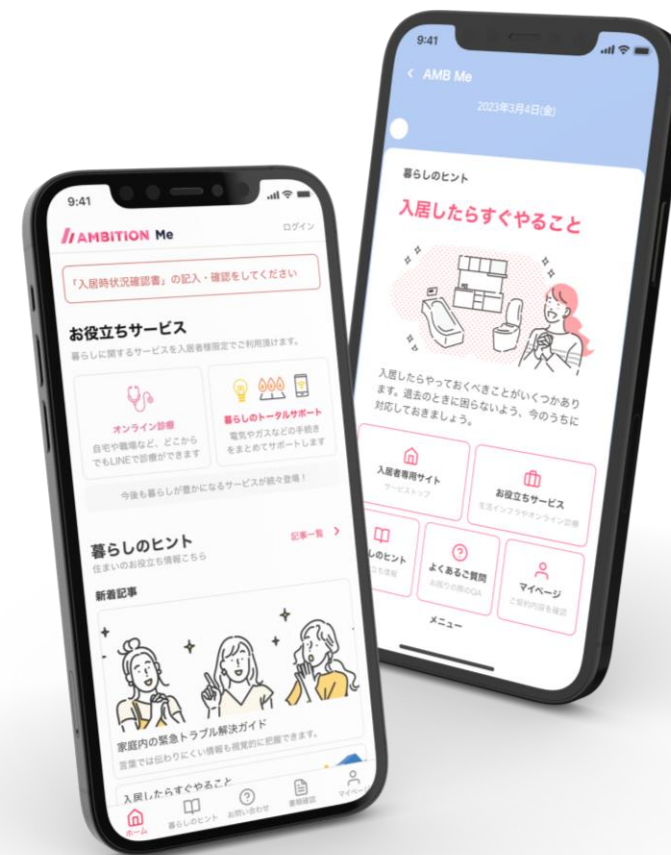 9:41
AMBITION Me
ログイン
「入居時状況確認書」の記入・確認をしてください
お役立ちサービス
暮らしに関するサービスを入居者様限定でご利用頂けます。
オンライン診療
自宅や職場など、どこから
でもLINEで診療ができます
暮らしのトータルサポート
電気やガスなどの手続き
をまとめてサポートします
今後も暮らしが豊かになるサービスが続々登場！
暮らしのヒント
住まいのお役立ち情報こちら
記事一覧
新着記事
家庭内の緊急トラブル解決ガイド
言葉では伝わりにくい情報も視覚的に把握できます。
入居したらすぐやること
ホーム
暮らしのヒント
お問い合わせ
書類確認
マイページ
9:41
AMB Me
2023年3月4日(金)
暮らしのヒント
入居したらすぐやること
入居したらやっておくべきことがいくつかあり
ます。退去のときに困らないよう、今のうちに
対応しておきましょう。
入居者専用サイト
サービストップ
お役立ちサービス
生活インフラやオンライン診療
しのヒント
立ち情報
よくあるご質問
お困りの際のQA
マイページ
ご契約内容を確認
メニュー